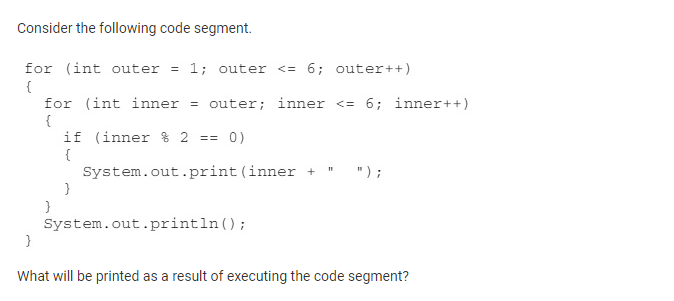 Consider the following code segment.
for (int outer = 1; outer <= 6; outer++)
{
for (int inner = outer; inner <= 6; inner++)
{
if (inner % 2 == 0)
{
System.out.print(inner + "  ");
}
}
System.out.println();
}
What will be printed as a result of executing the code segment?